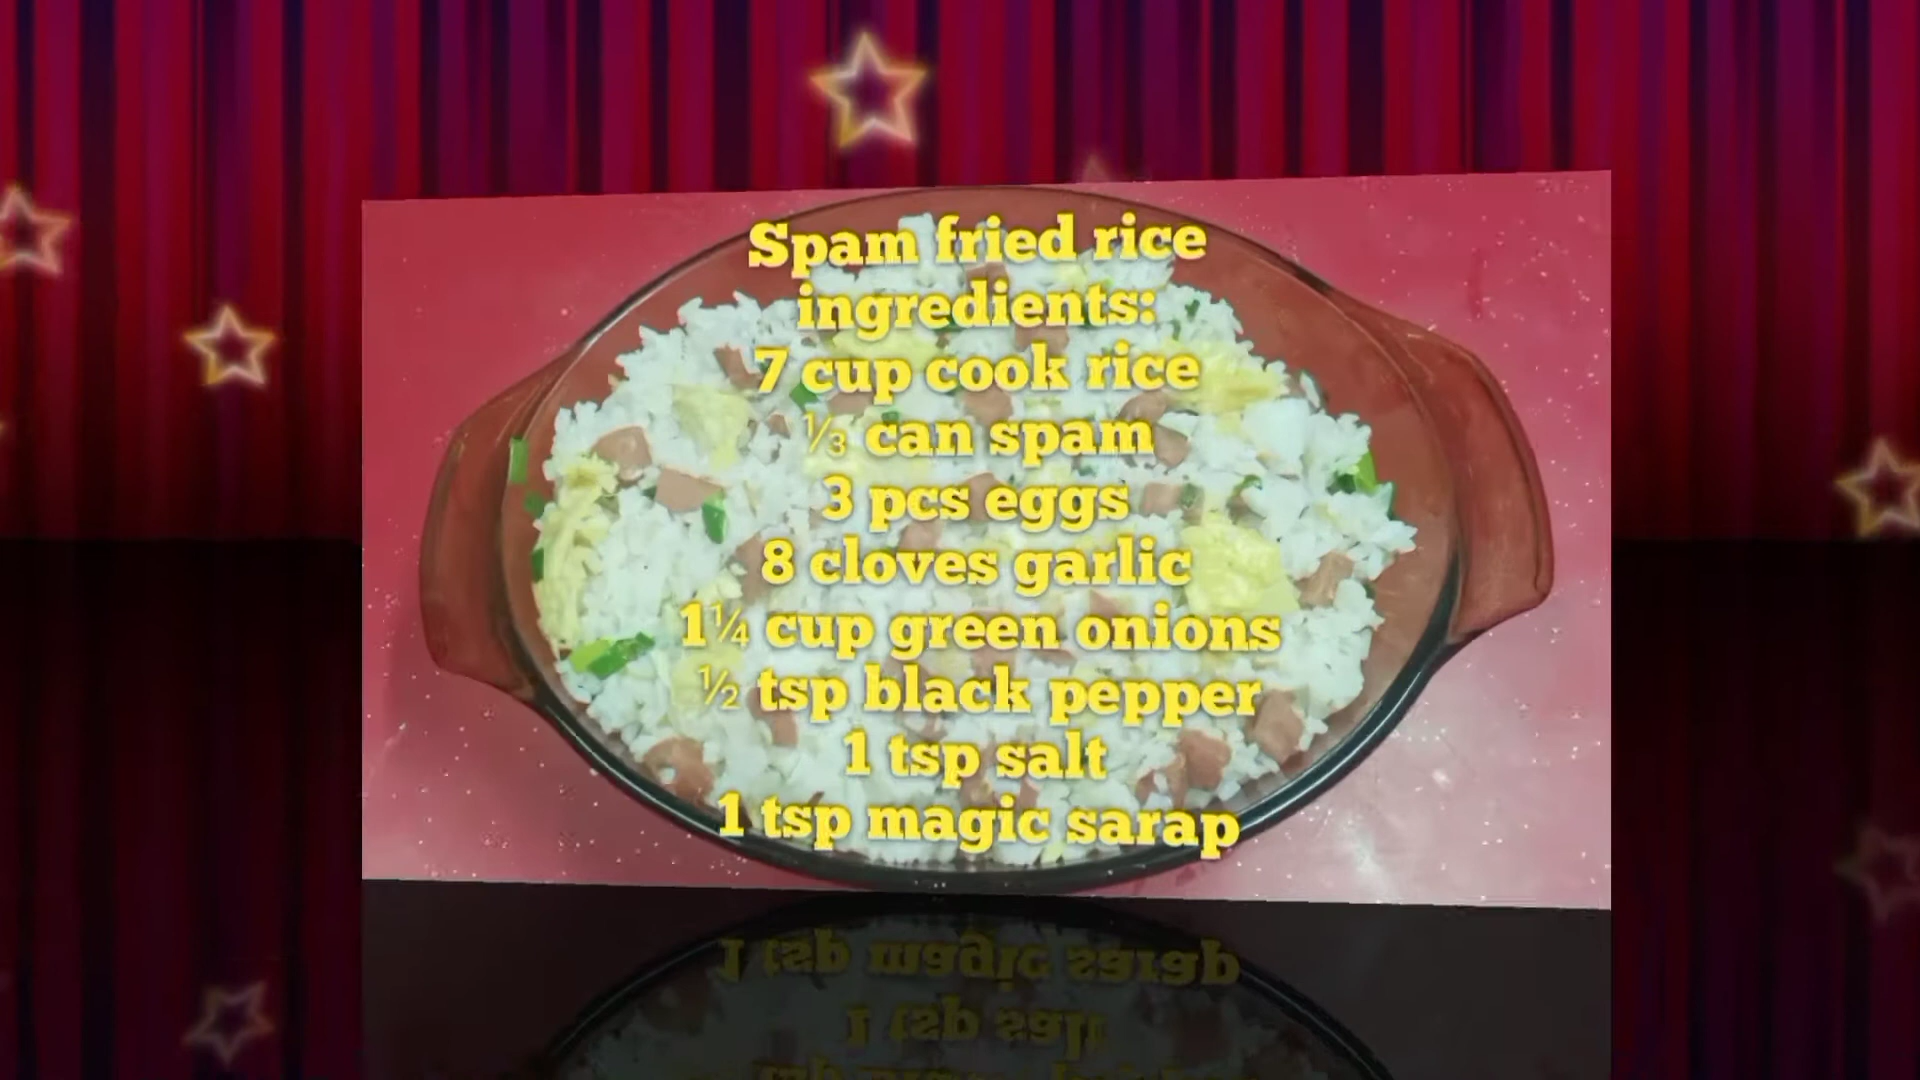 Spam fried rice
ingredients:
7 cup cook rice
⅓ can spam
3 pcs eggs
8 cloves garlic
1¼ cup green onions
½ tsp black pepper
1 tsp salt
1 tsp magic sarap